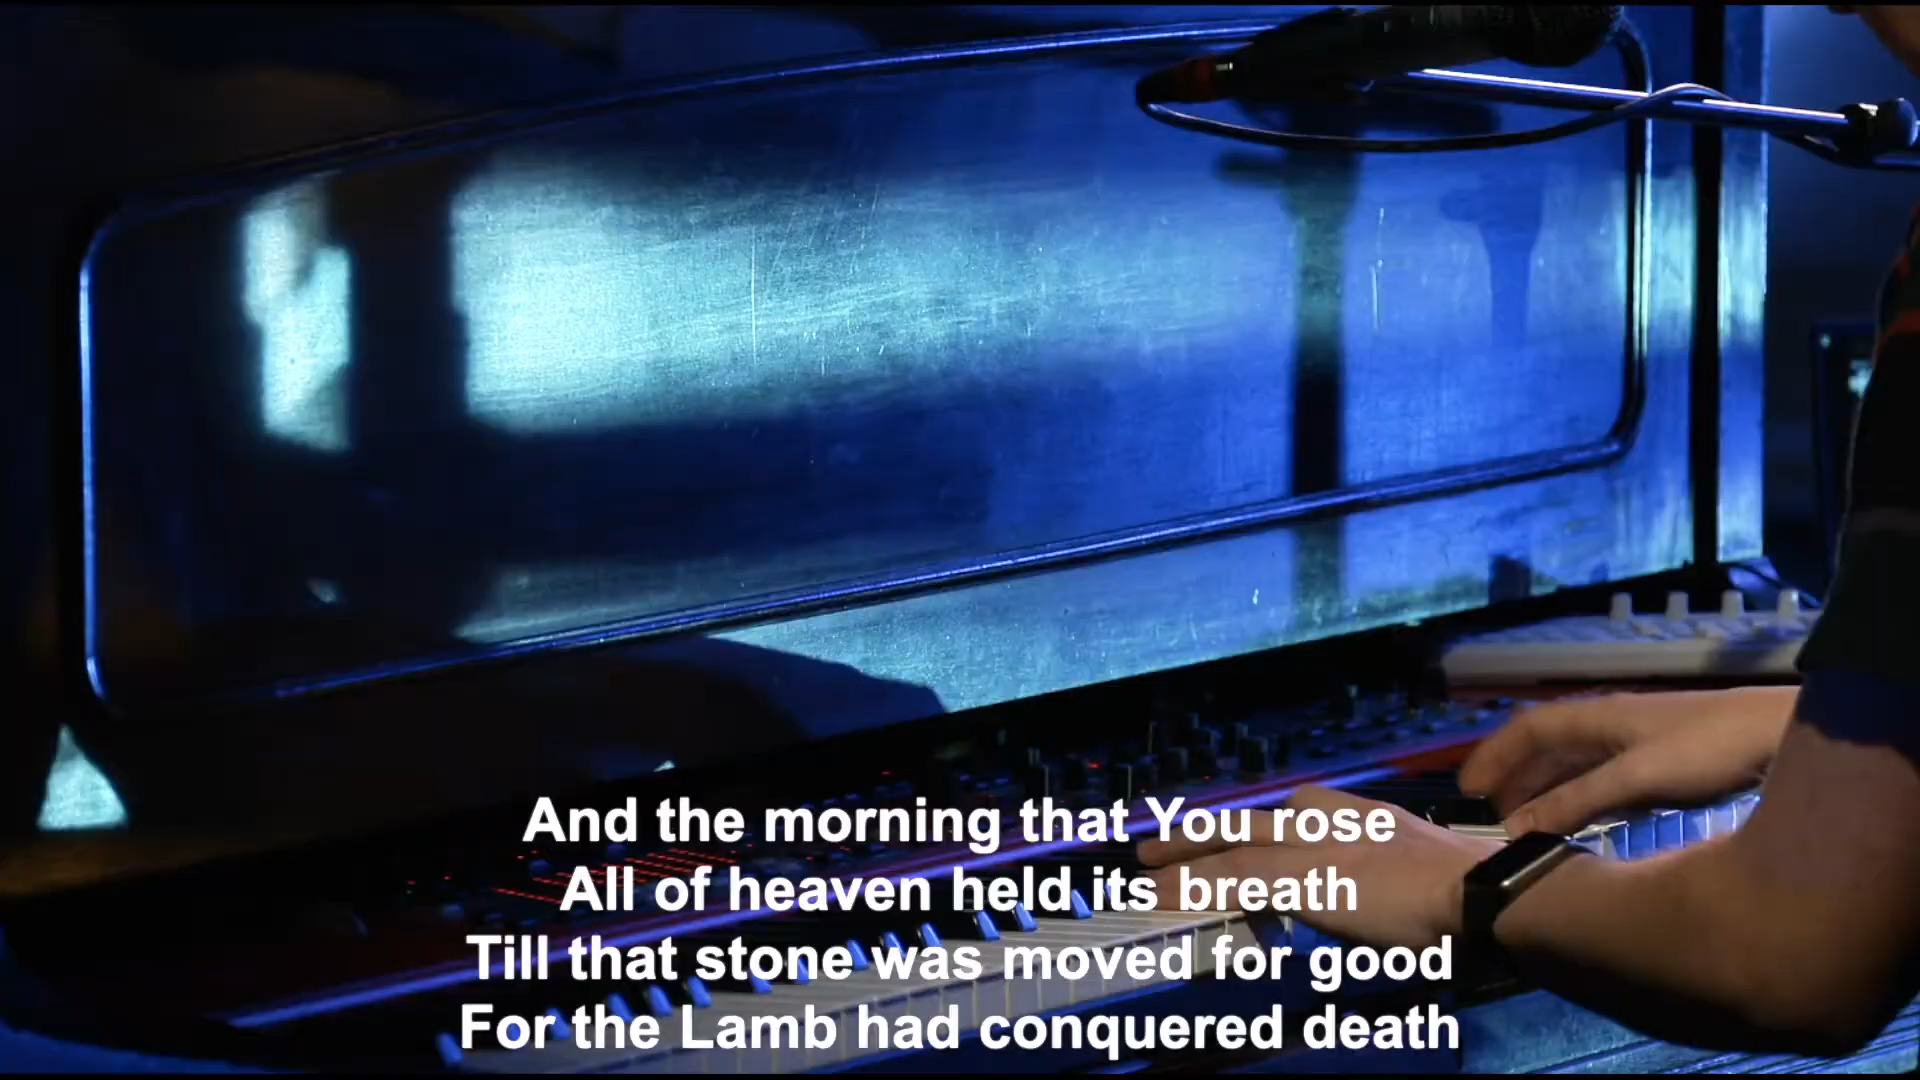 And the morning that You rose
All of heaven held its breath
Till that stone was moved for good
For the Lamb had conquered death